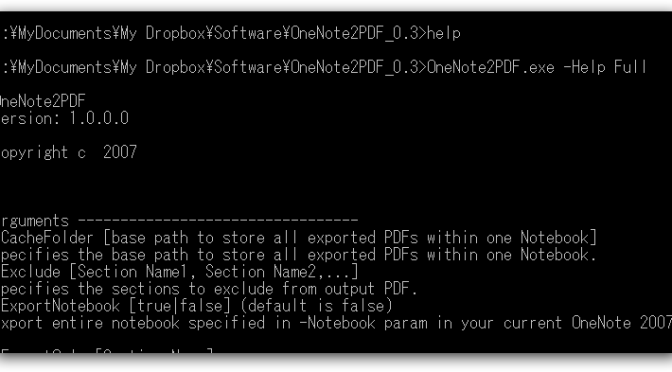 :¥MyDocuments¥My Dropbox¥Software¥OneNote2PDF_0.3>help
:¥MyDocuments¥My Dropbox¥Software¥OneNote2PDF_0.3>OneNote2PDF.exe -Help Full
OneNote2PDF
ersion: 1.0.0.0
opyright c 2007
rguments ---------------------------------
CacheFolder [base path to store all exported PDFs within one Notebook]
pecifies the base path to store all exported PDFs within one Notebook.
Exclude [Section Name1, Section Name2,...]
pecifies the sections to exclude from output PDF.
ExportNotebook [true|false] (default is false)
xport entire notebook specified in -Notebook param in your current OneNote 2007